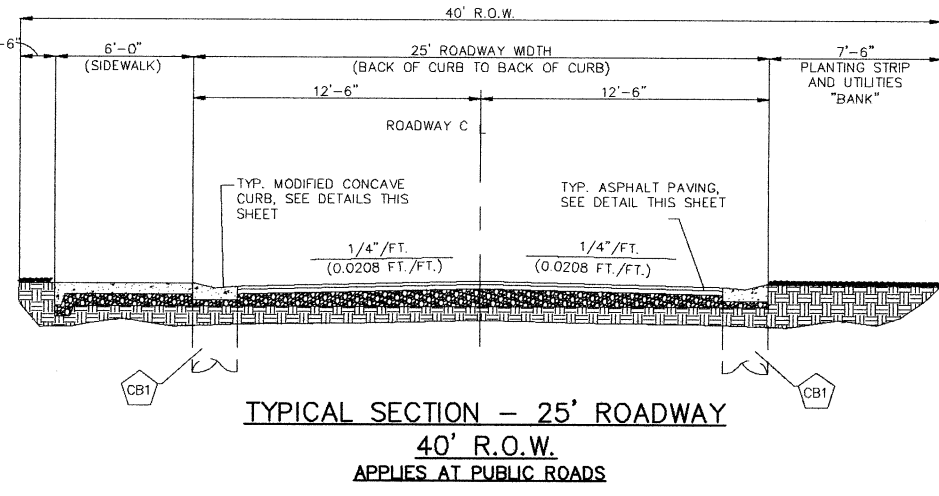 40' R.O.W.
-6"
6'-0"
(SIDEWALK)
25' ROADWAY WIDTH
(BACK OF CURB TO BACK OF CURB)
7'-6"
PLANTING STRIP
AND UTILITIES
"BANK"
12'-6"
12'-6"
ROADWAY C
L
TYP. MODIFIED CONCAVE
CURB, SEE DETAILS THIS
SHEET
TYP. ASPHALT PAVING,
SEE DETAIL THIS SHEET
1/4"/FT.
(0.0208 FT./FT.)
1/4"/FT.
(0.0208 FT./FT.)
CB1
CB1
TYPICAL SECTION – 25' ROADWAY
40' R.O.W.
APPLIES AT PUBLIC ROADS